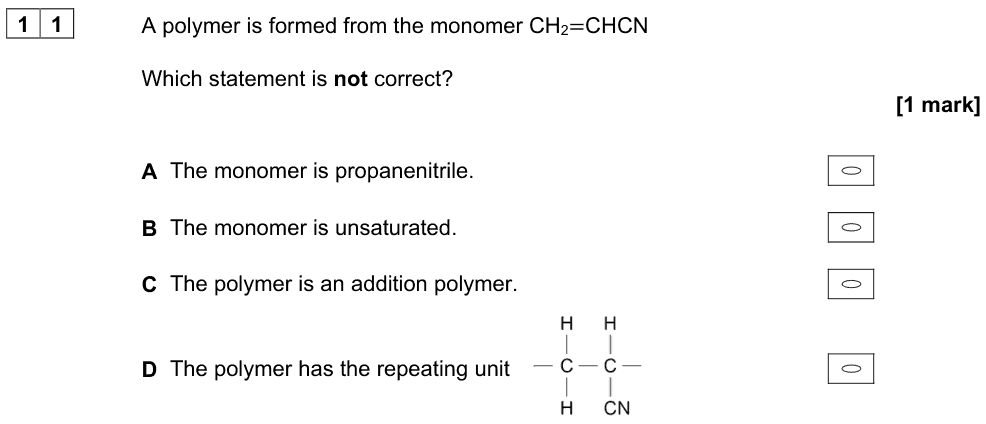 1 1 A polymer is formed from the monomer CH₂=CHCN
Which statement is not correct?
[1 mark]
A The monomer is propanenitrile.
B The monomer is unsaturated.
C The polymer is an addition polymer.
H H
D The polymer has the repeating unit — C — C —
H CN